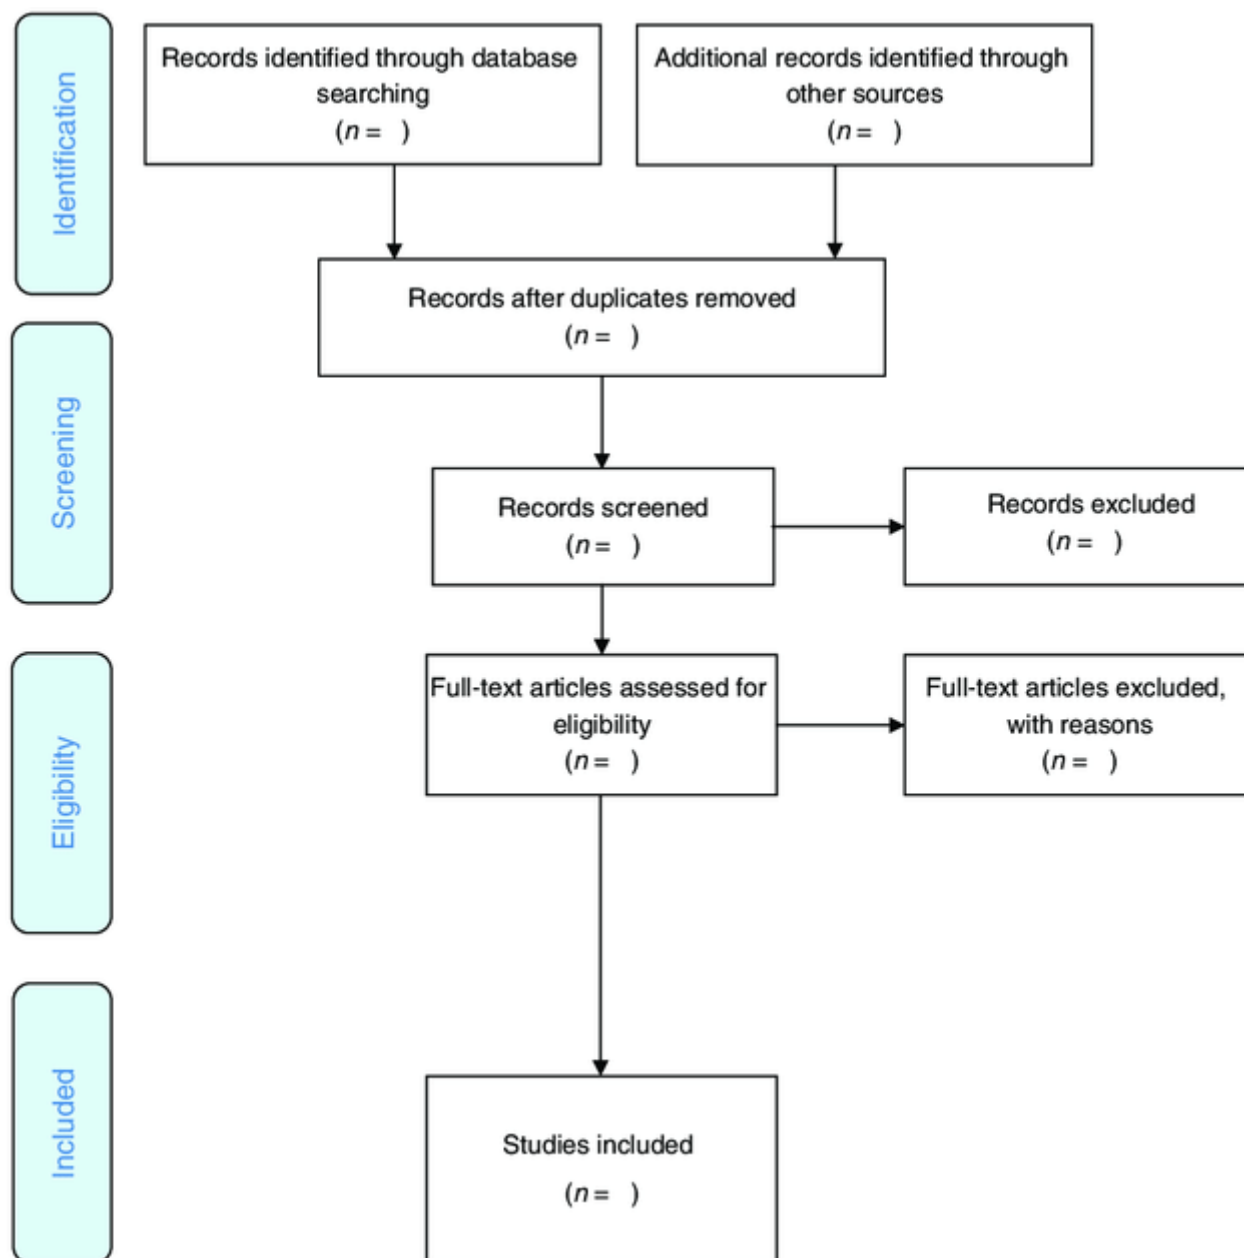 Identification
Records identified through database
searching
(n = )
Additional records identified through
other sources
(n = )
Records after duplicates removed
(n = )
Screening
Records screened
(n = )
Records excluded
(n = )
Eligibility
Full-text articles assessed for
eligibility
(n = )
Full-text articles excluded,
with reasons
(n = )
Included
Studies included
(n = )